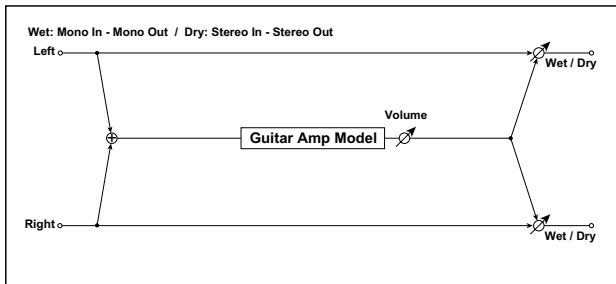 Wet: Mono In - Mono Out / Dry: Stereo In - Stereo Out
Left
Wet / Dry
Volume
Guitar Amp Model
Right
Wet / Dry